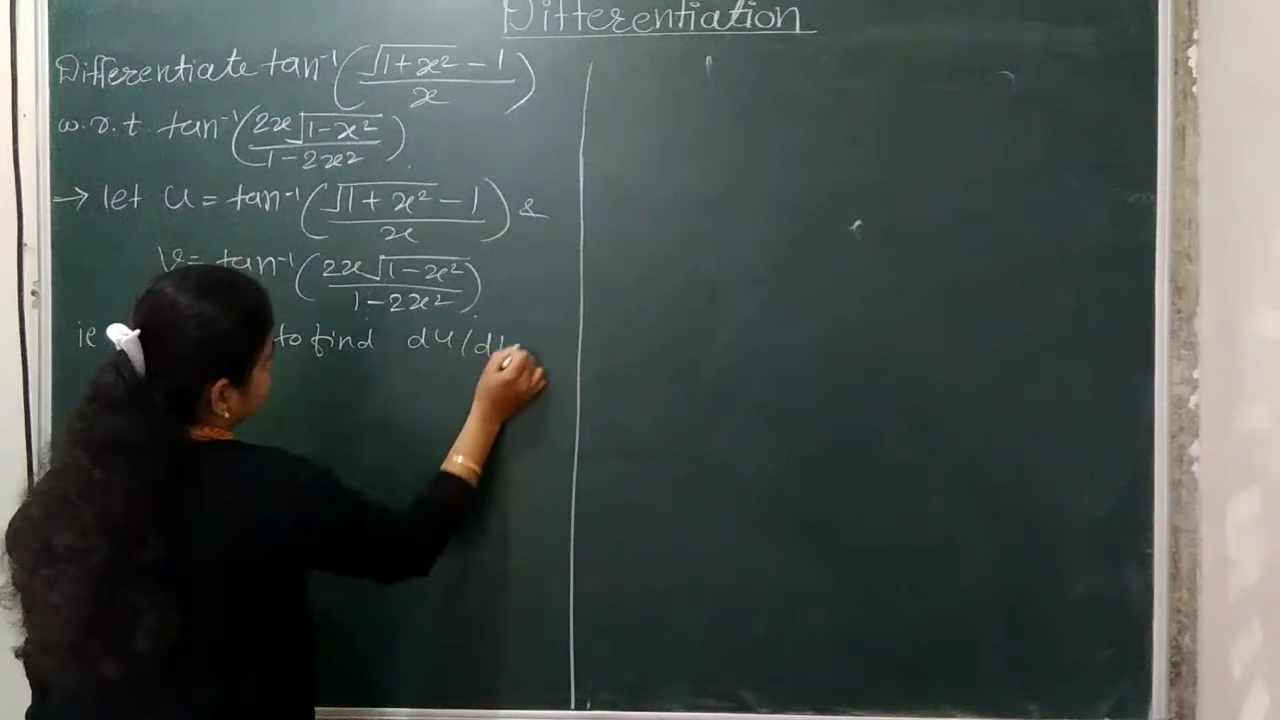 Differentiation
Differentiate tan⁻¹(√(1+x²) - 1 / x)
w.r.t. tan⁻¹(2x√(1-x²) / 1-2x²).
→ let u = tan⁻¹(√(1+x²) - 1 / x) &
V = tan⁻¹(2x√(1-x²) / 1-2x²).
ie to find du/d